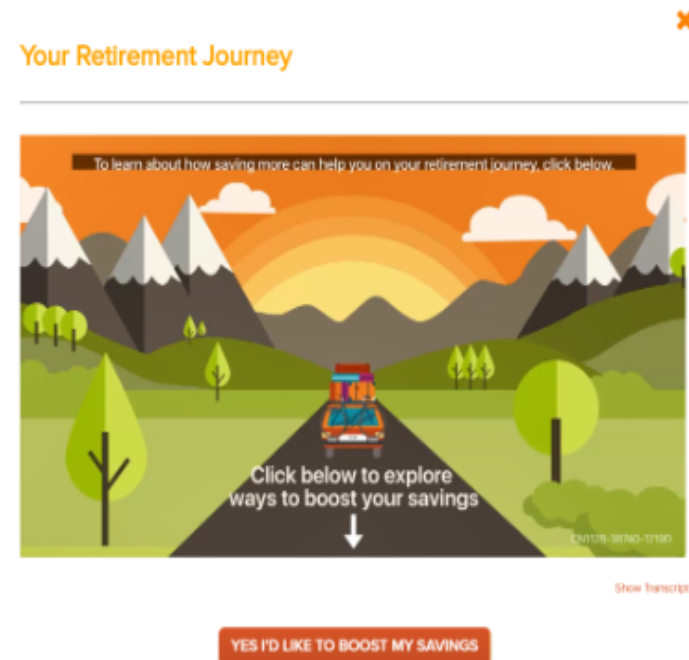 Your Retirement Journey
To learn about how saving more can help you on your retirement journey, click below.
Click below to explore
ways to boost your savings
Show Transcript
YES I'D LIKE TO BOOST MY SAVINGS